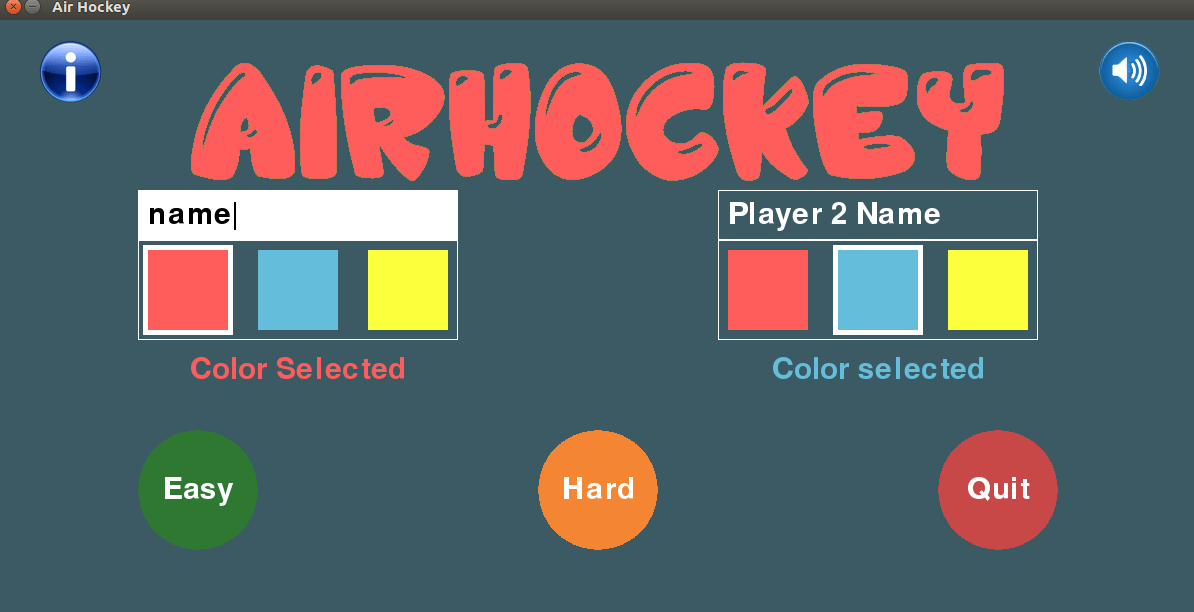 Air Hockey
AIRHOCKEY
name
Player 2 Name
Color Selected
Color selected
Easy
Hard
Quit